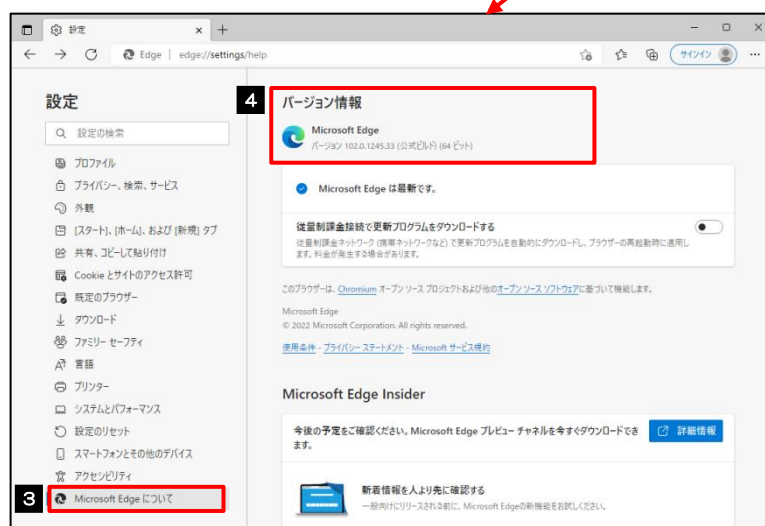 設定
Edge | edge://settings/help
サインイン
設定
設定の検索
プロファイル
プライバシー、検索、サービス
外観
[スタート]、[ホーム]、および [新規] タブ
共有、コピーして貼り付け
Cookie とサイトのアクセス許可
既定のブラウザー
ダウンロード
ファミリー セーフティ
言語
プリンター
システムとパフォーマンス
設定のリセット
スマートフォンとその他のデバイス
アクセシビリティ
3
Microsoft Edge について
4
バージョン情報
Microsoft Edge
バージョン 102.0.1245.33 (公式ビルド) (64 ビット)
Microsoft Edge は最新です。
従量制課金接続で更新プログラムをダウンロードする
従量制課金ネットワーク (携帯ネットワークなど) で更新プログラムを自動的にダウンロードし、ブラウザーの再起動時に適用し
ます。料金が発生する場合があります。
このブラウザーは、Chromium オープン ソース プロジェクトおよび他のオープン ソース ソフトウェアに基づいて機能します。
Microsoft Edge
© 2022 Microsoft Corporation. All rights reserved.
使用条件 - プライバシー ステートメント - Microsoft サービス規約
Microsoft Edge Insider
今後の予定をご確認ください。Microsoft Edge プレビュー チャネルを今すぐダウンロードでき
ます。
詳細情報
新着情報を人より先に確認する
一般向けにリリースされる前に、Microsoft Edgeの新機能をお試しください。